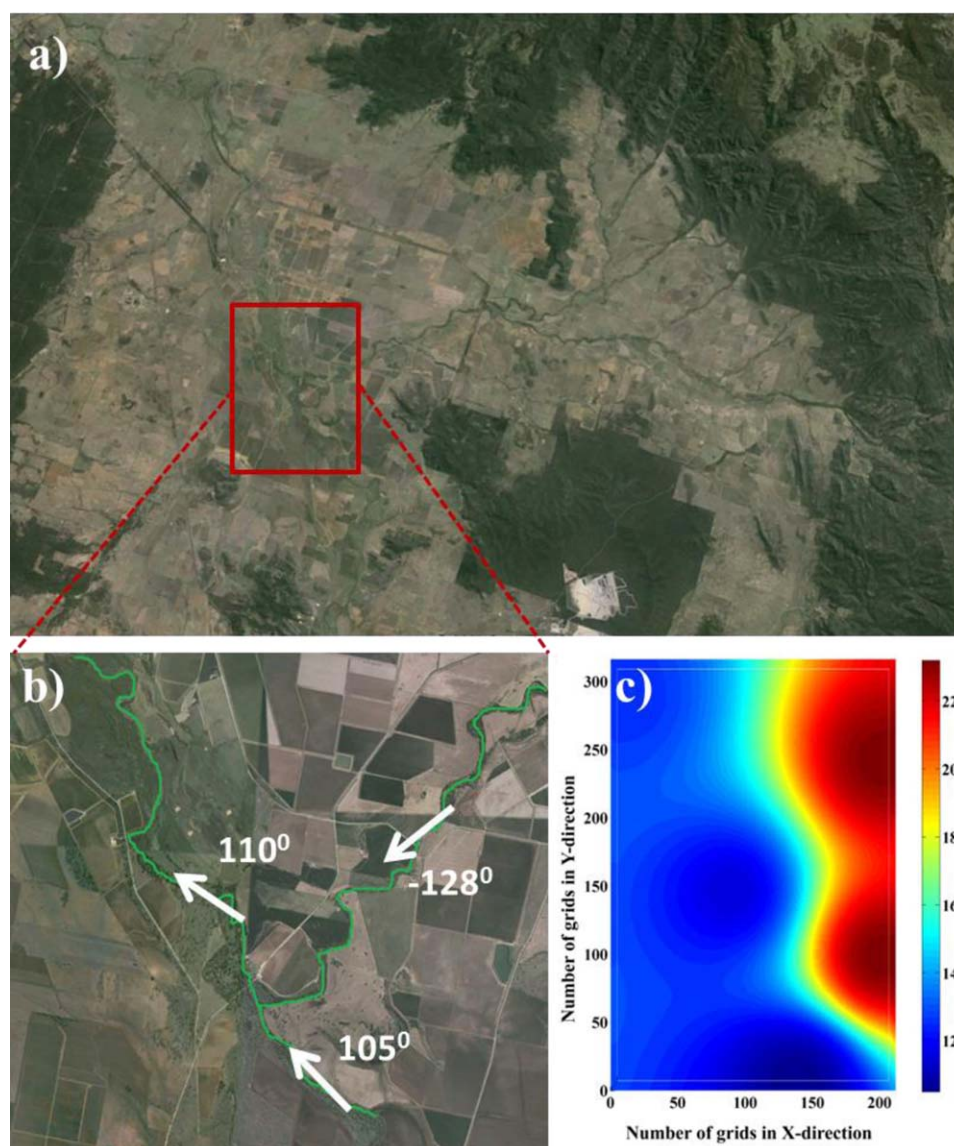 a)
b)
110⁰
-128⁰
105⁰
c)
300
250
200
150
100
50
0
Number of grids in Y-direction
0 50 100 150 200
Number of grids in X-direction
22
20
18
16
14
12